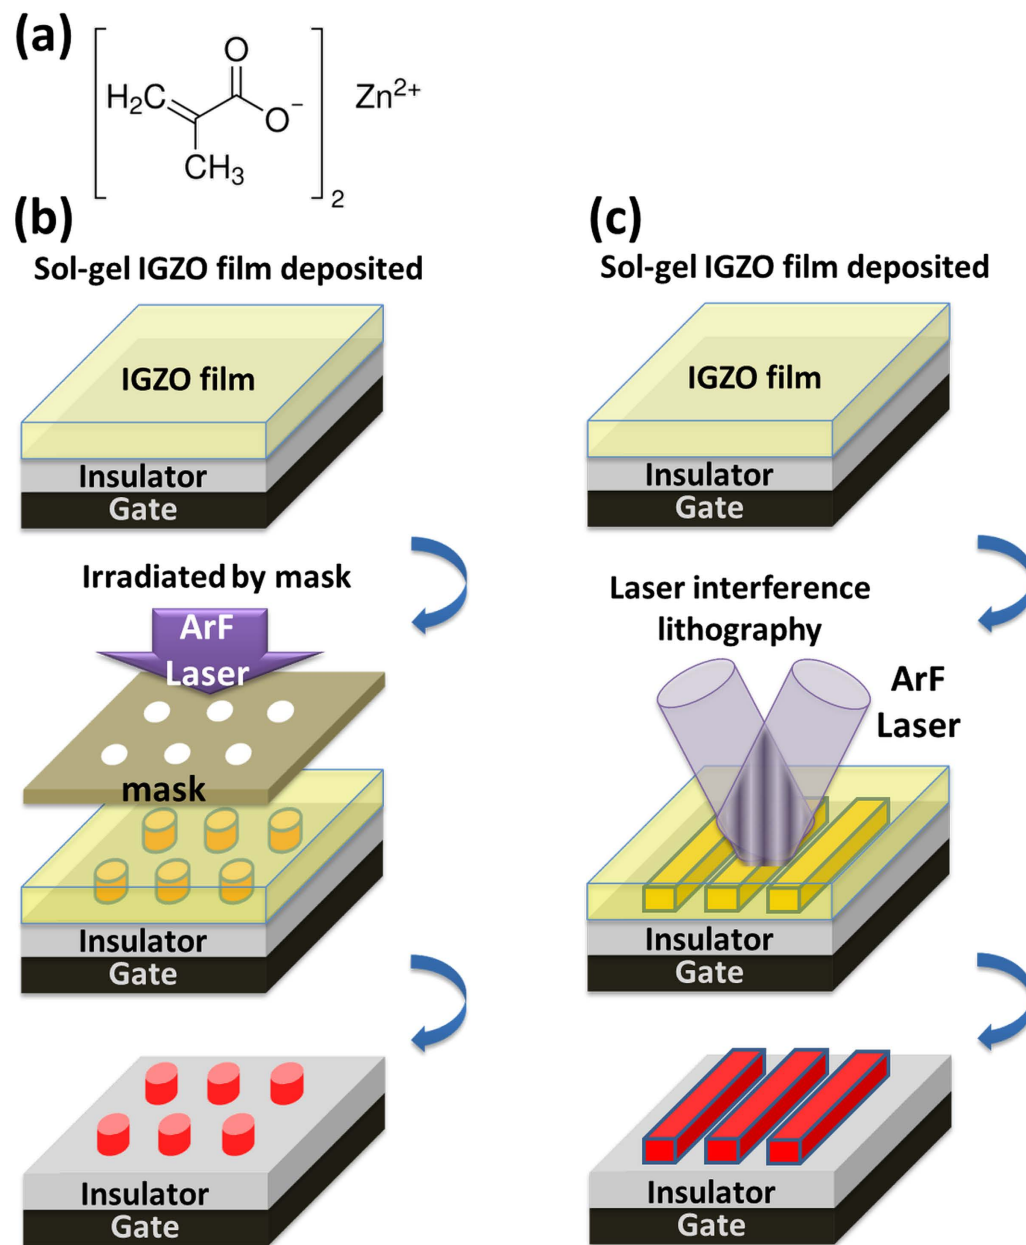 (a)
O
H₂C
O⁻
Zn²⁺
CH₃
2
(b)
Sol-gel IGZO film deposited
IGZO film
Insulator
Gate
Irradiated by mask
ArF
Laser
mask
Insulator
Gate
Insulator
Gate
(c)
Sol-gel IGZO film deposited
IGZO film
Insulator
Gate
Laser interference
lithography
ArF
Laser
Insulator
Gate
Insulator
Gate